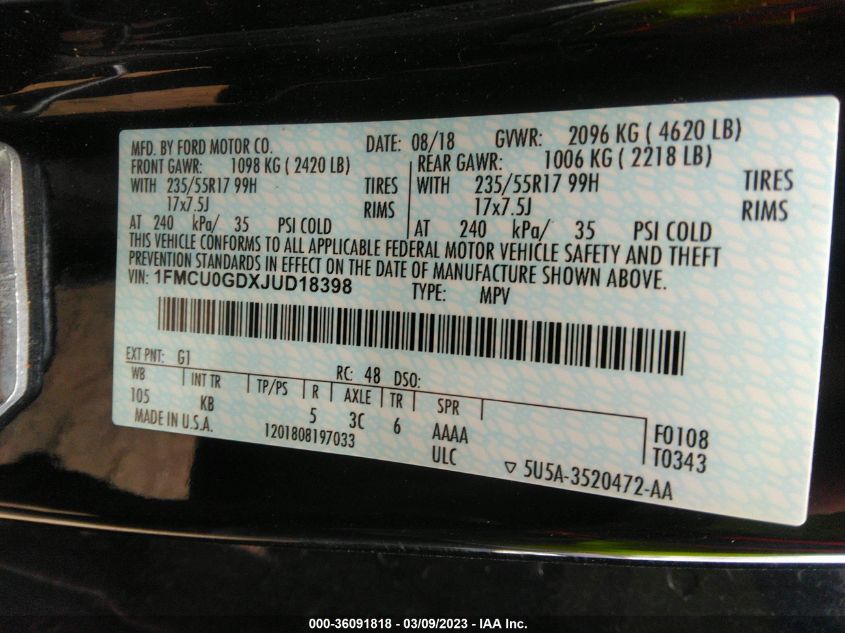 MFD. BY FORD MOTOR CO. DATE: 08/18 GVWR: 2096 KG ( 4620 LB)
FRONT GAWR: 1098 KG ( 2420 LB) REAR GAWR: 1006 KG ( 2218 LB)
WITH 235/55R17 99H TIRES WITH 235/55R17 99H TIRES
17x7.5J RIMS 17x7.5J RIMS
AT 240 kPa/ 35 PSI COLD AT 240 kPa/ 35 PSI COLD
THIS VEHICLE CONFORMS TO ALL APPLICABLE FEDERAL MOTOR VEHICLE SAFETY AND THEFT
PREVENTION STANDARDS IN EFFECT ON THE DATE OF MANUFACTURE SHOWN ABOVE.
VIN: 1FMCU0GDXJUD18398 TYPE: MPV
EXT PNT: G1 RC: 48 DSO:
WB INT TR TP/PS R AXLE TR SPR
105 KB 5 3C 6 AAAA F0108
MADE IN U.S.A. 1201808197033 ULC T0343
5U5A-3520472-AA
000-36091818 - 03/09/2023 - IAA Inc.